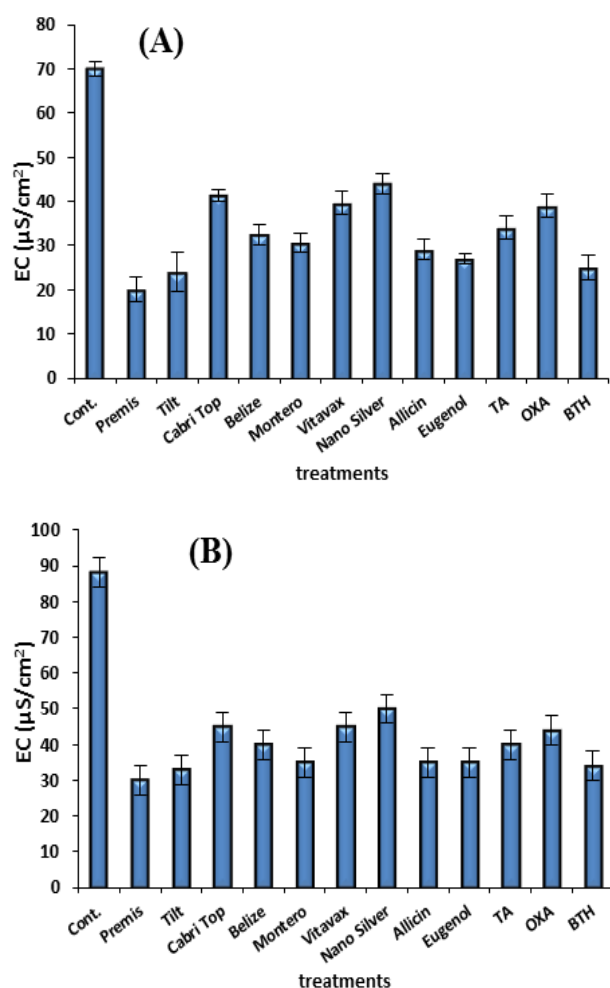 (A)
EC (µS/cm²)
80
70
60
50
40
30
20
10
0
Cont.
Premis
Tilt
Cabri Top
Belize
Montero
Vitavax
Nano Silver
Allicin
Eugenol
TA
OXA
BTH
treatments
(B)
EC (µS/cm²)
100
90
80
70
60
50
40
30
20
10
0
Cont.
Premis
Tilt
Cabri Top
Belize
Montero
Vitavax
Nano Silver
Allicin
Eugenol
TA
OXA
BTH
treatments